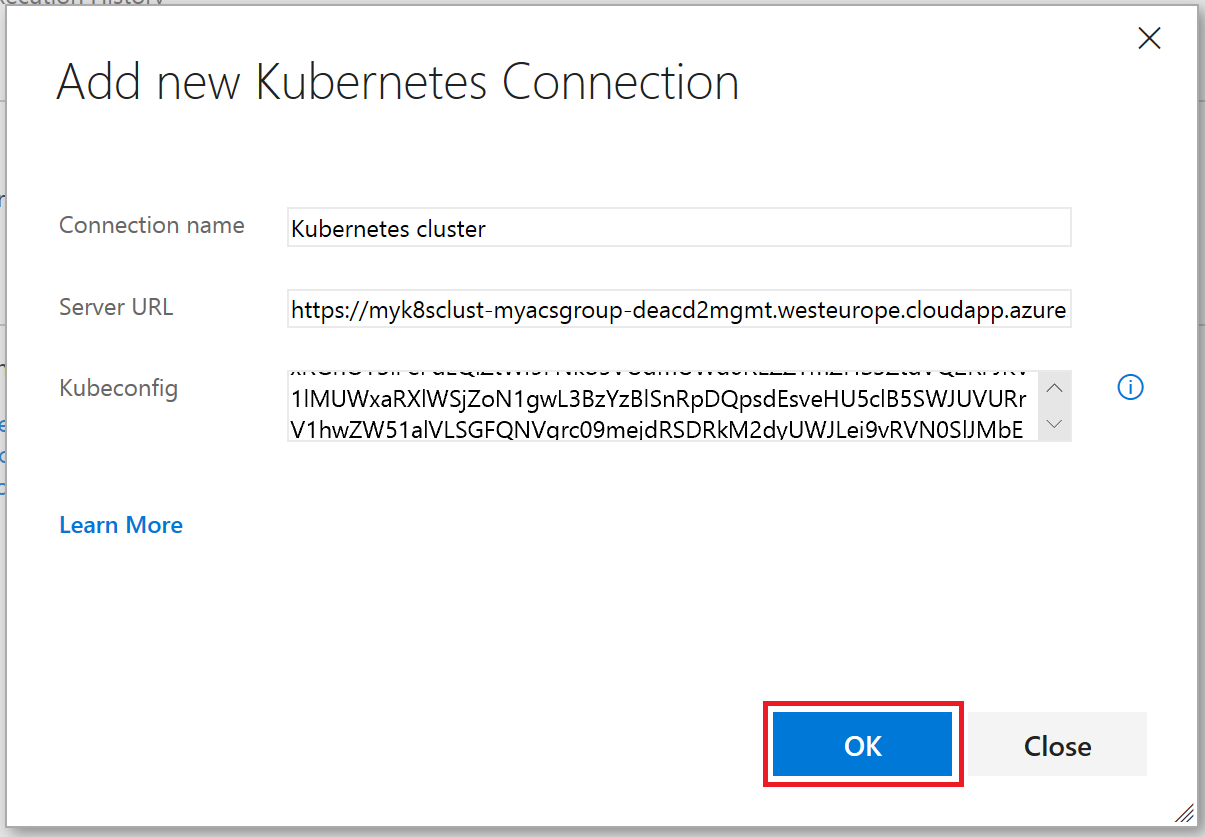 Add new Kubernetes Connection
Connection name
Kubernetes cluster
Server URL
https://myk8sclust-myacsgroup-deacd2mgmt.westeurope.cloudapp.azure
Kubeconfig
1lMUWxaRXlWSjZoN1gwL3BzYzBlSnRpDQpsdEsveHU5clB5SWJUVURr
V1hwZW51alVLSGFQNVqrc09mejdRSDRkM2dyUWJLei9vRVN0SlJMbE
Learn More
OK
Close